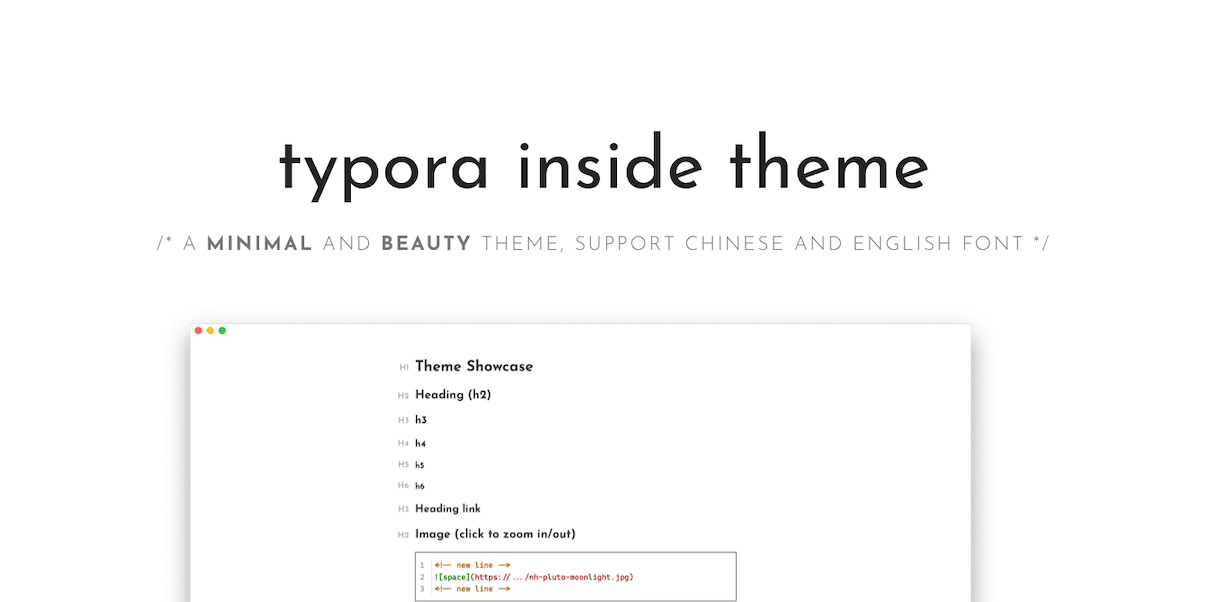 typora inside theme
/* A MINIMAL AND BEAUTY THEME, SUPPORT CHINESE AND ENGLISH FONT */
H1 Theme Showcase
H2 Heading (h2)
H3 h3
H4 h4
H5 h5
H6 h6
H3 Heading link
H2 Image (click to zoom in/out)
1 <!-- new line -->
2 ![space](https://.../nh-pluto-moonlight.jpg)
3 <!-- new line -->